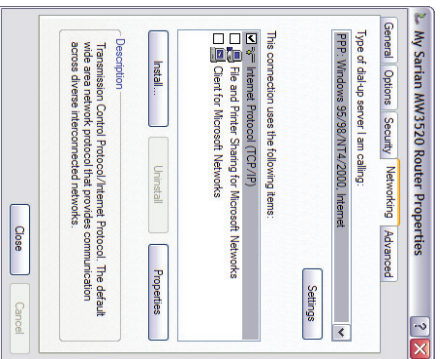 My Sarian MW3520 Router Properties
General Options Security Networking Advanced
Type of dial-up server I am calling:
PPP: Windows 95/98/NT4/2000, Internet
Settings
This connection uses the following items:
Internet Protocol (TCP/IP)
File and Printer Sharing for Microsoft Networks
Client for Microsoft Networks
Install... Uninstall Properties
Description
Transmission Control Protocol/Internet Protocol. The default
wide area network protocol that provides communication
across diverse interconnected networks.
Close Cancel